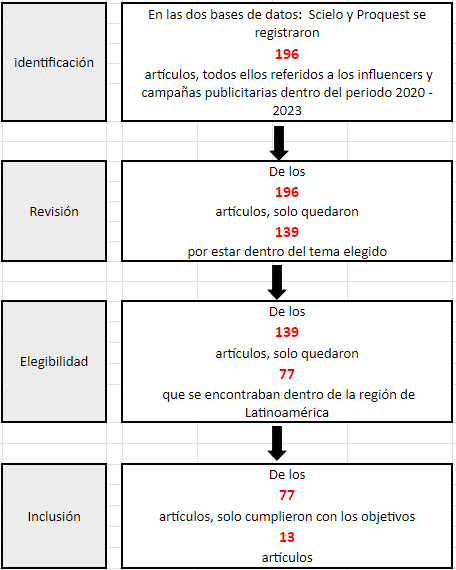 identificación
En las dos bases de datos:  Scielo y Proquest se
registraron
196
artículos, todos ellos referidos a los influencers y
campañas publicitarias dentro del periodo 2020 -
2023
Revisión
De los
196
artículos, solo quedaron
139
por estar dentro del tema elegido
Elegibilidad
De los
139
artículos, solo quedaron
77
que se encontraban dentro de la región de
Latinoamérica
Inclusión
De los
77
artículos, solo cumplieron con los objetivos
13
artículos